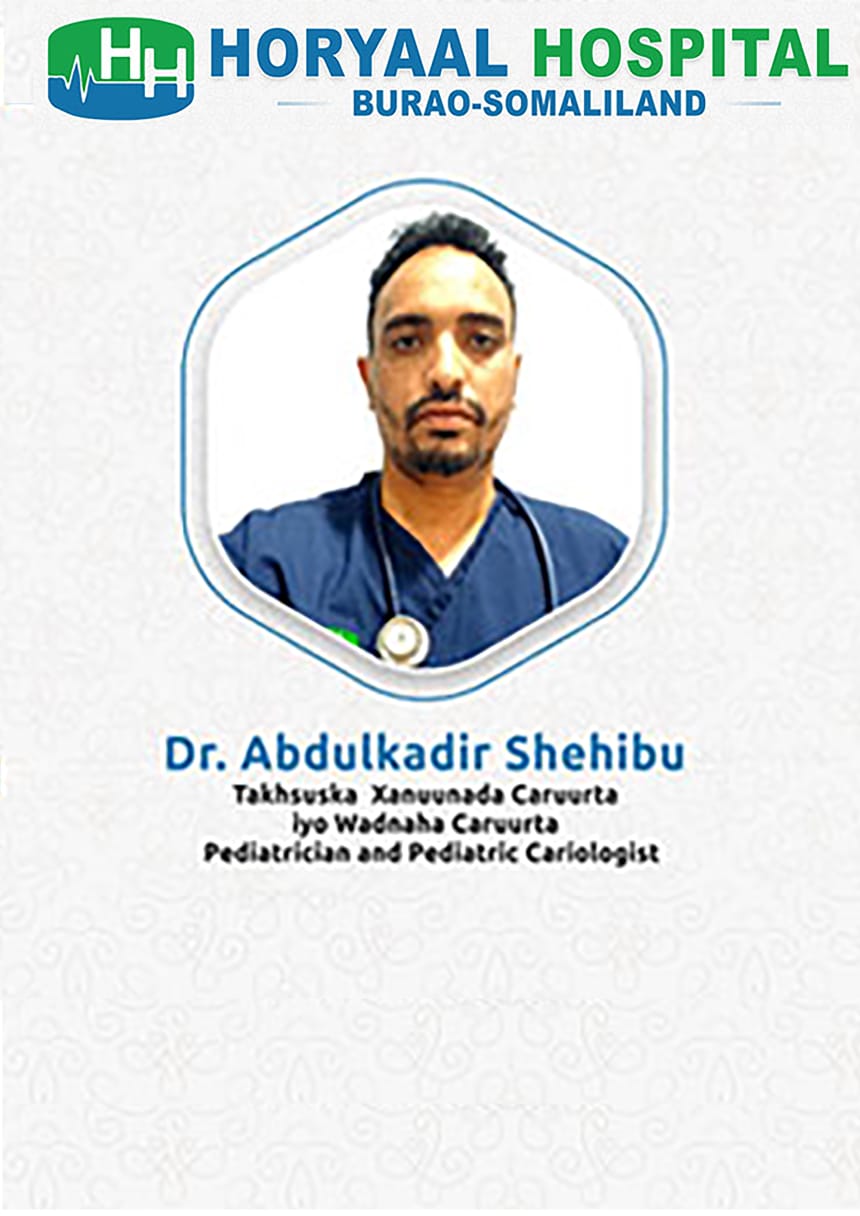 HH
HORYAAL HOSPITAL
BURAO-SOMALILAND
Dr. Abdulkadir Shehibu
Takhsuska Xanuunada Caruurta
iyo Wadnaha Caruurta
Pediatrician and Pediatric Cariologist